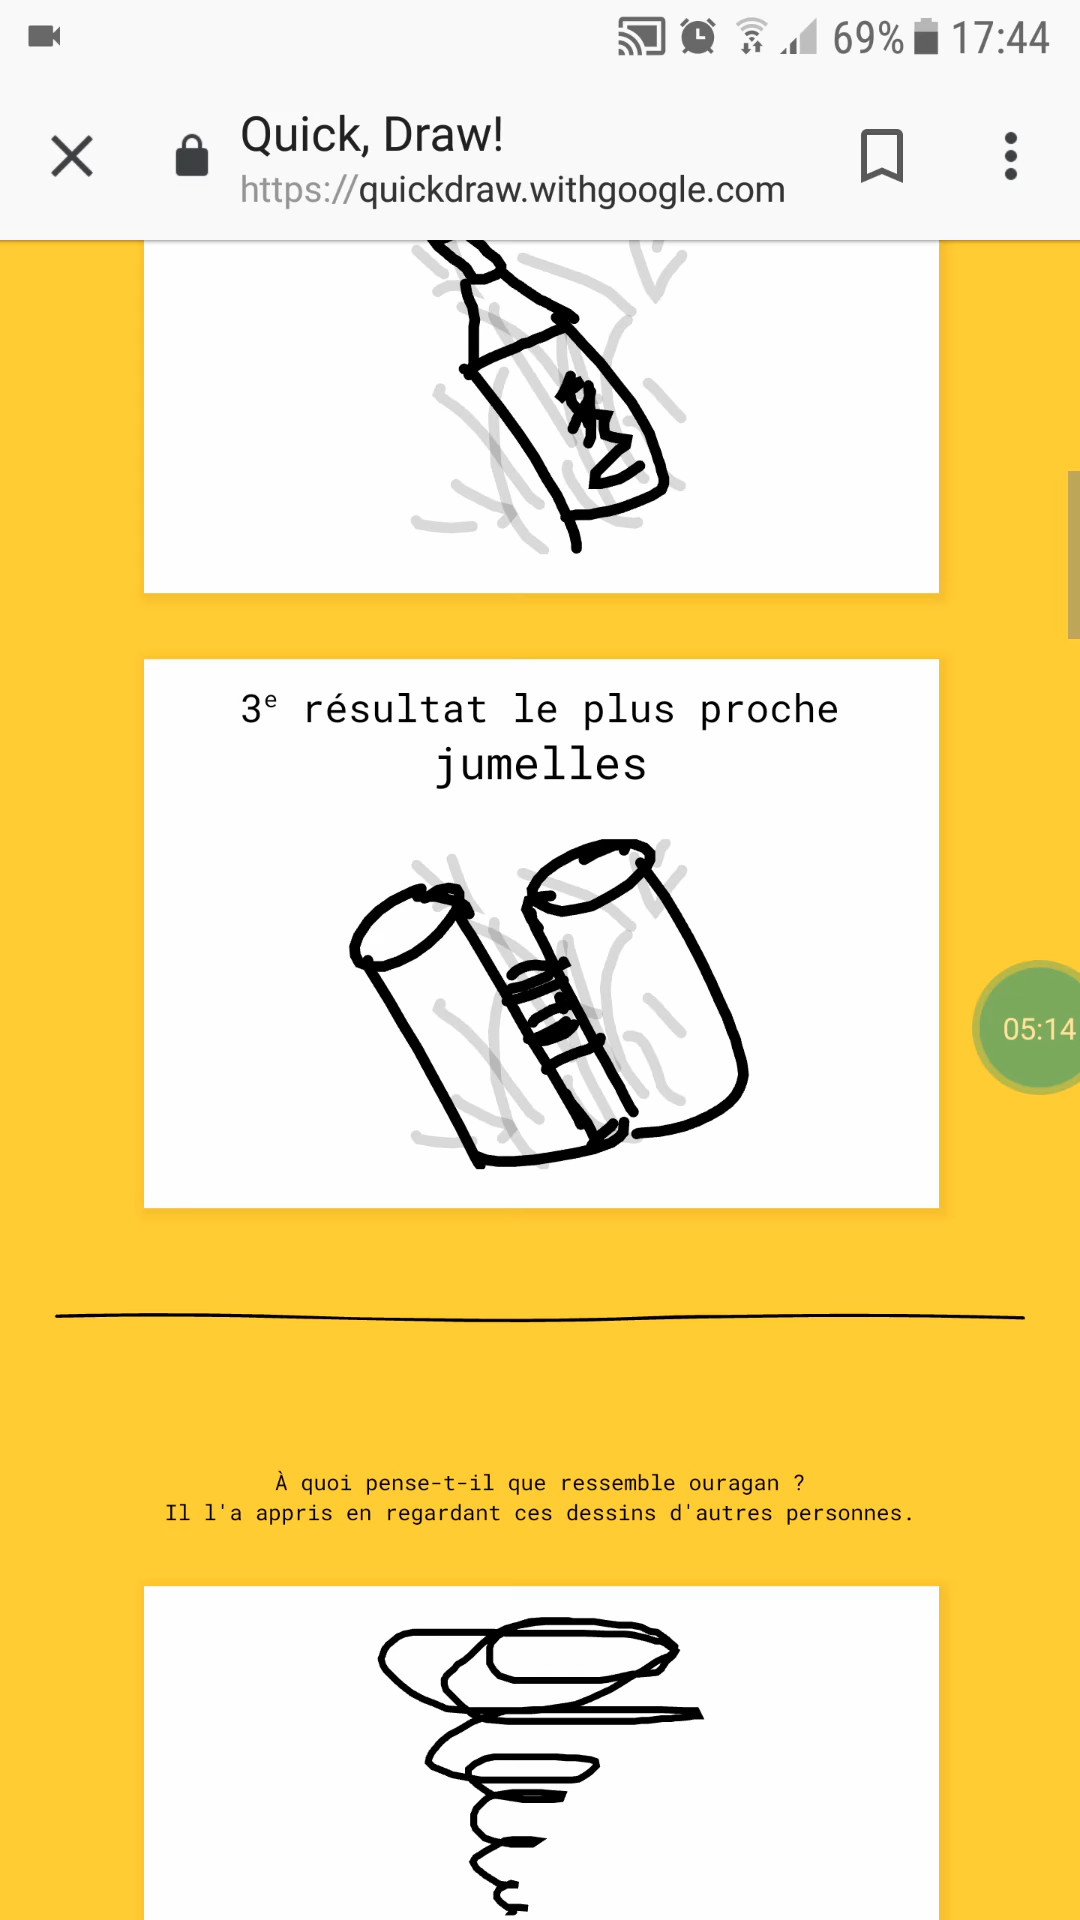 69% 17:44
Quick, Draw!
https://quickdraw.withgoogle.com
3e résultat le plus proche
jumelles
05:14
À quoi pense-t-il que ressemble ouragan ?
Il l'a appris en regardant ces dessins d'autres personnes.